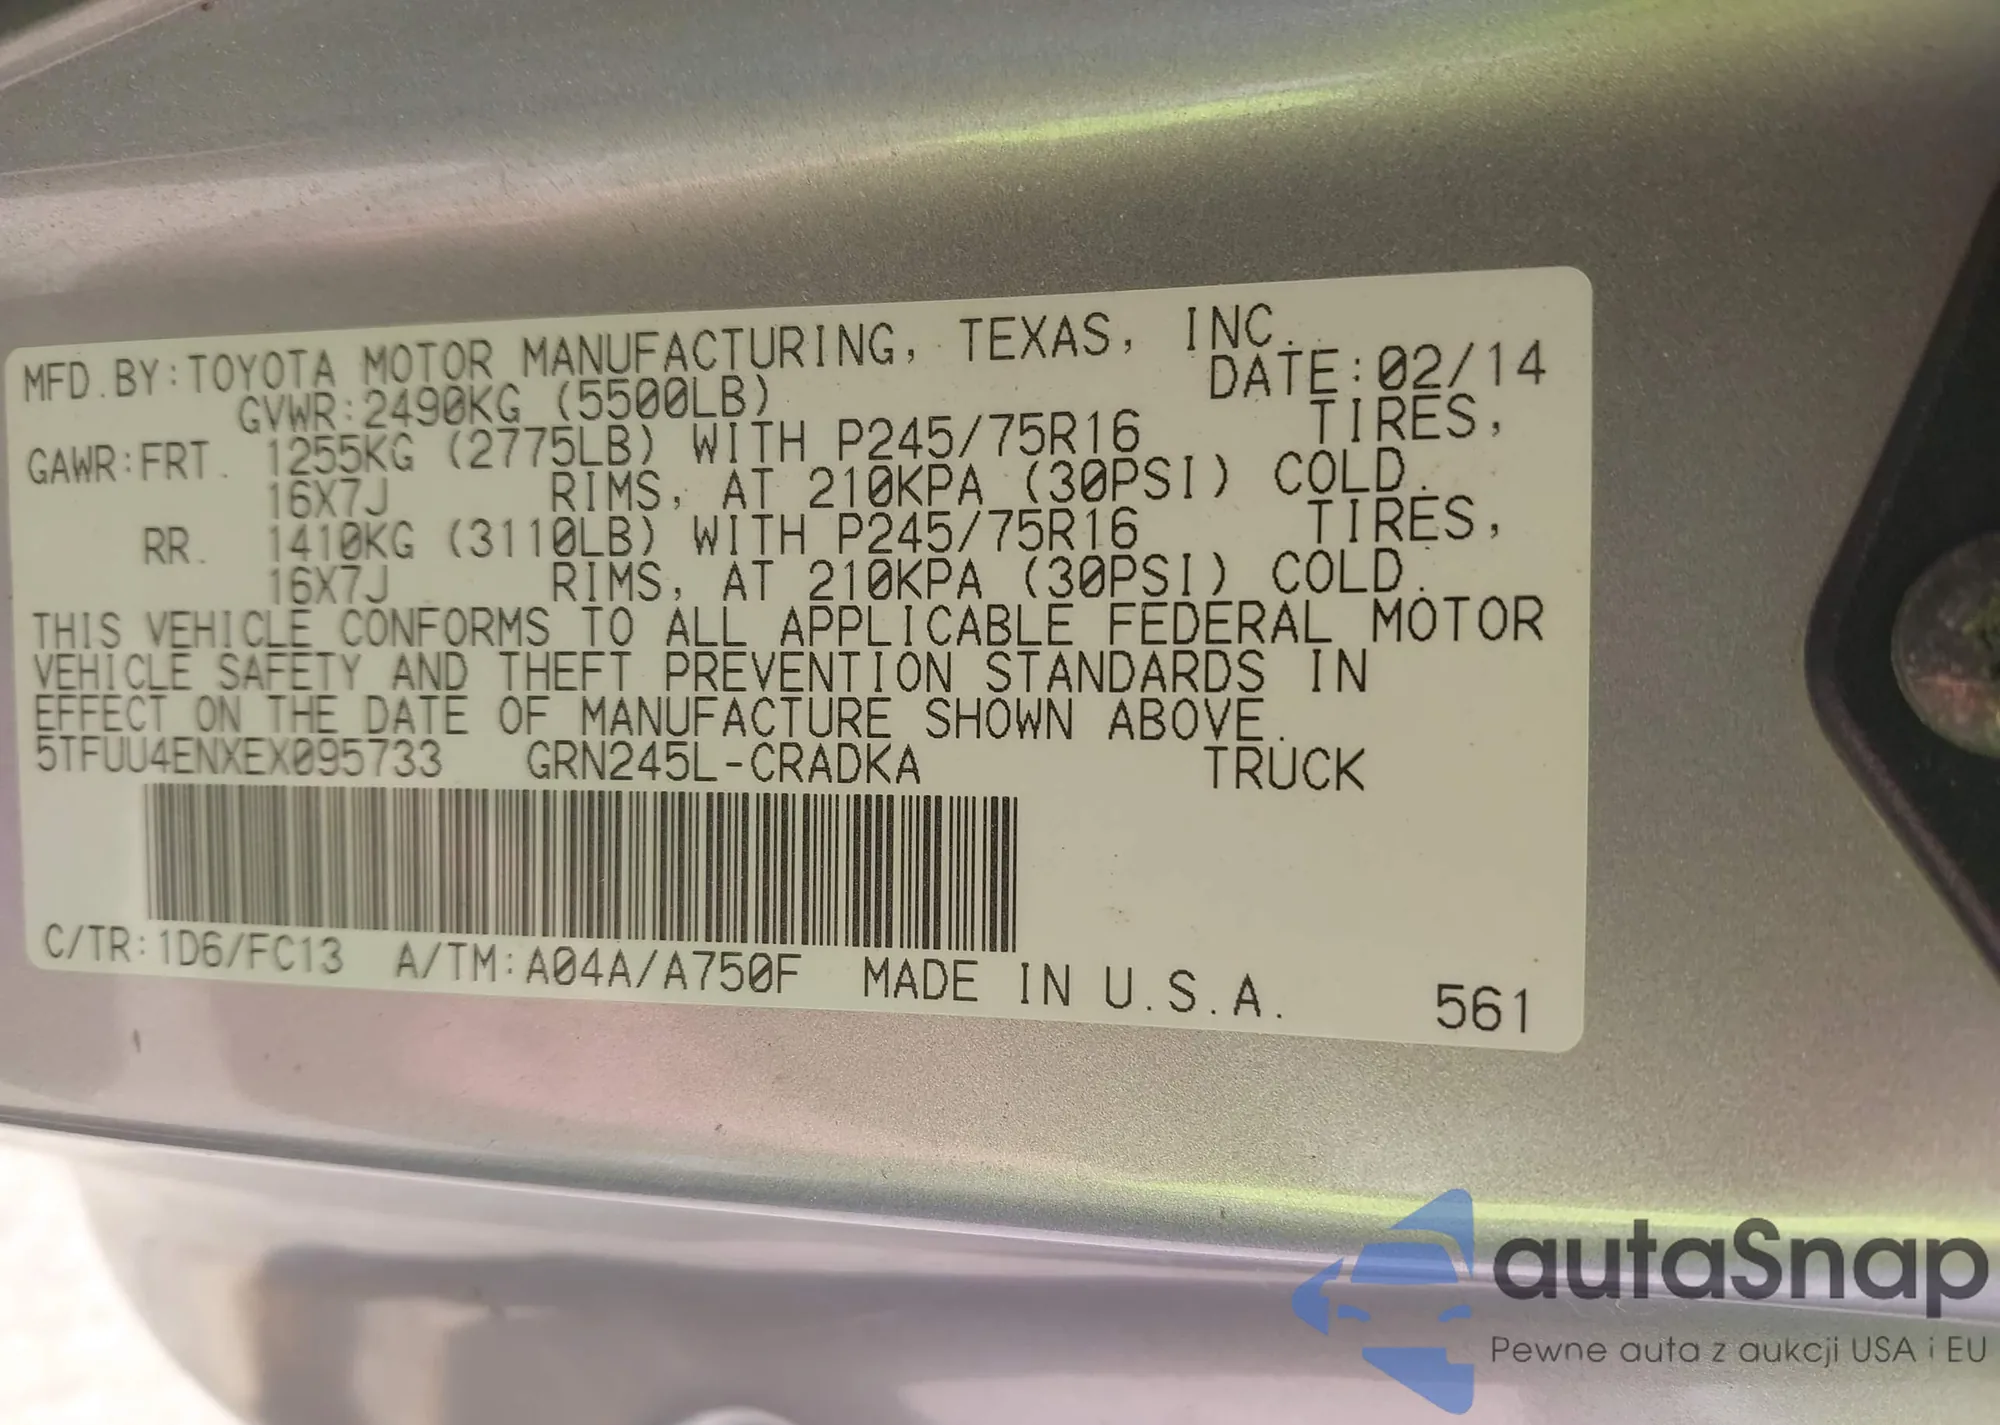 MFD.BY:TOYOTA MOTOR MANUFACTURING, TEXAS, INC.
GVWR:2490KG (5500LB) DATE:02/14
GAWR:FRT. 1255KG (2775LB) WITH P245/75R16 TIRES,
16X7J RIMS, AT 210KPA (30PSI) COLD.
RR. 1410KG (3110LB) WITH P245/75R16 TIRES,
16X7J RIMS, AT 210KPA (30PSI) COLD.
THIS VEHICLE CONFORMS TO ALL APPLICABLE FEDERAL MOTOR
VEHICLE SAFETY AND THEFT PREVENTION STANDARDS IN
EFFECT ON THE DATE OF MANUFACTURE SHOWN ABOVE.
5TFUU4ENXEX095733 GRN245L-CRADKA TRUCK
C/TR:1D6/FC13 A/TM:A04A/A750F MADE IN U.S.A. 561
autaSnap
Pewne auta z aukcji USA i EU